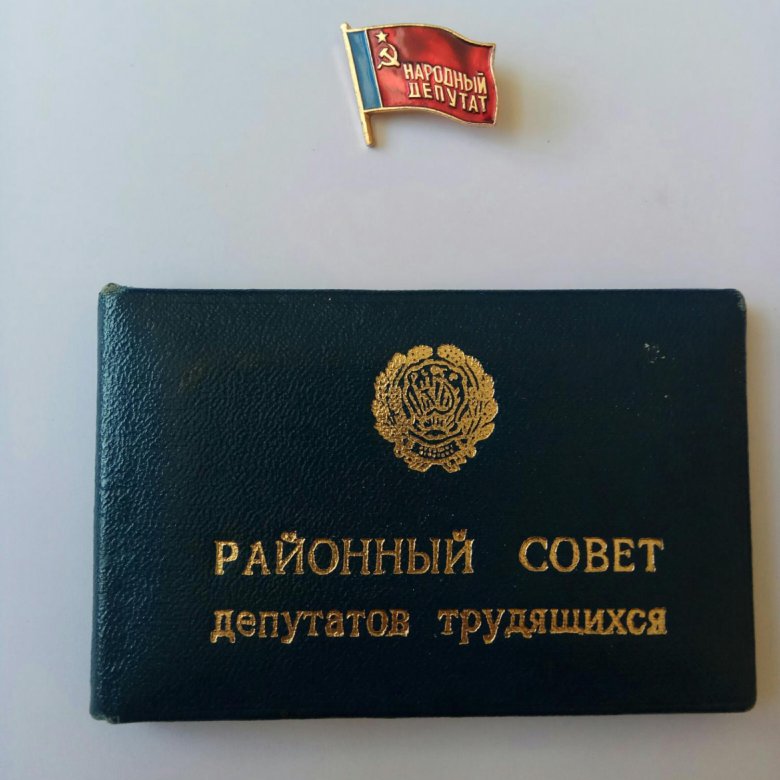 НАРОДНЫЙ
ДЕПУТАТ
РАЙОННЫЙ СОВЕТ
депутатов трудящихся